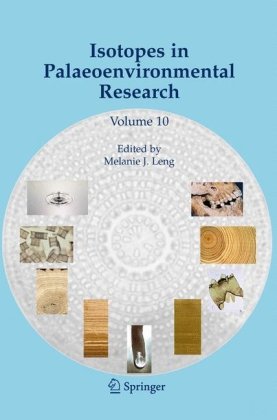 Isotopes in
Palaeoenvironmental
Research
Volume 10
Edited by
Melanie J. Leng
Springer